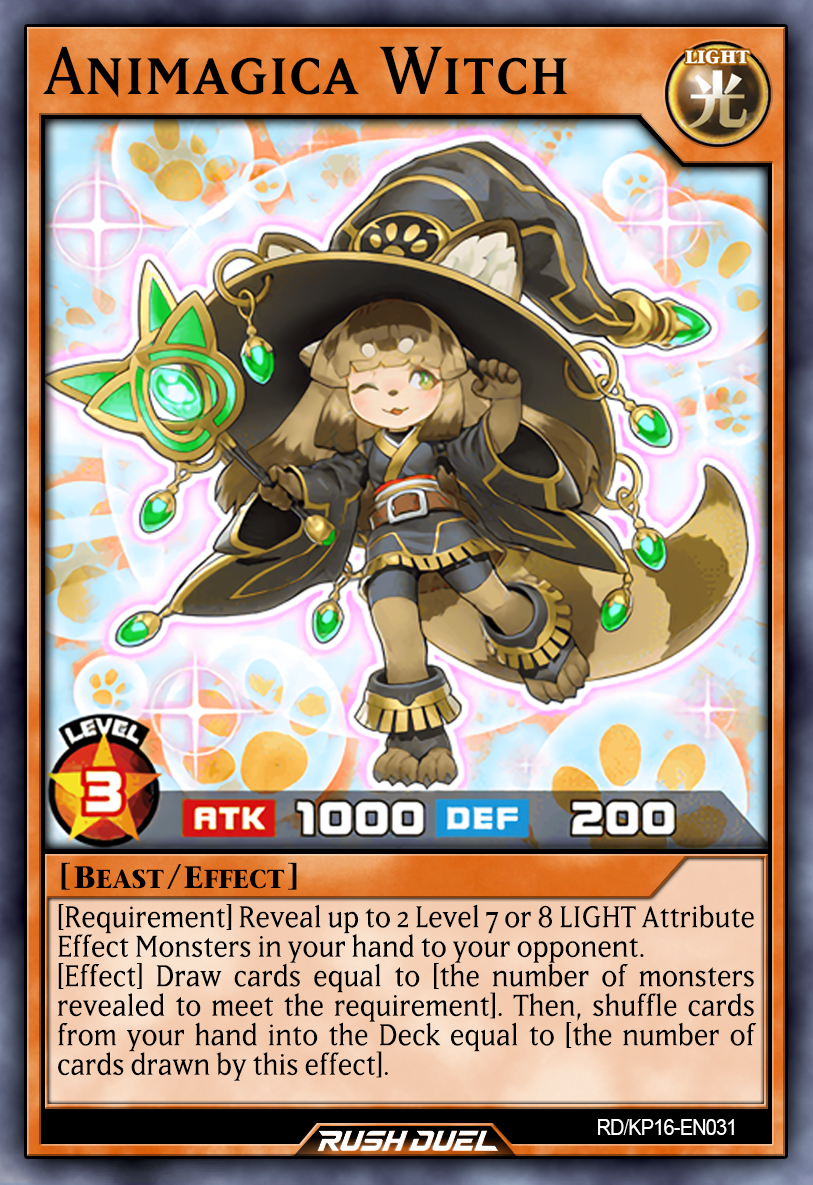 Animagica Witch
LIGHT
光
LEVEL
3
ATK 1000 DEF 200
[Beast/Effect]
[Requirement] Reveal up to 2 Level 7 or 8 LIGHT Attribute
Effect Monsters in your hand to your opponent.
[Effect] Draw cards equal to [the number of monsters
revealed to meet the requirement]. Then, shuffle cards
from your hand into the Deck equal to [the number of
cards drawn by this effect].
RD/KP16-EN031
RUSH DUEL